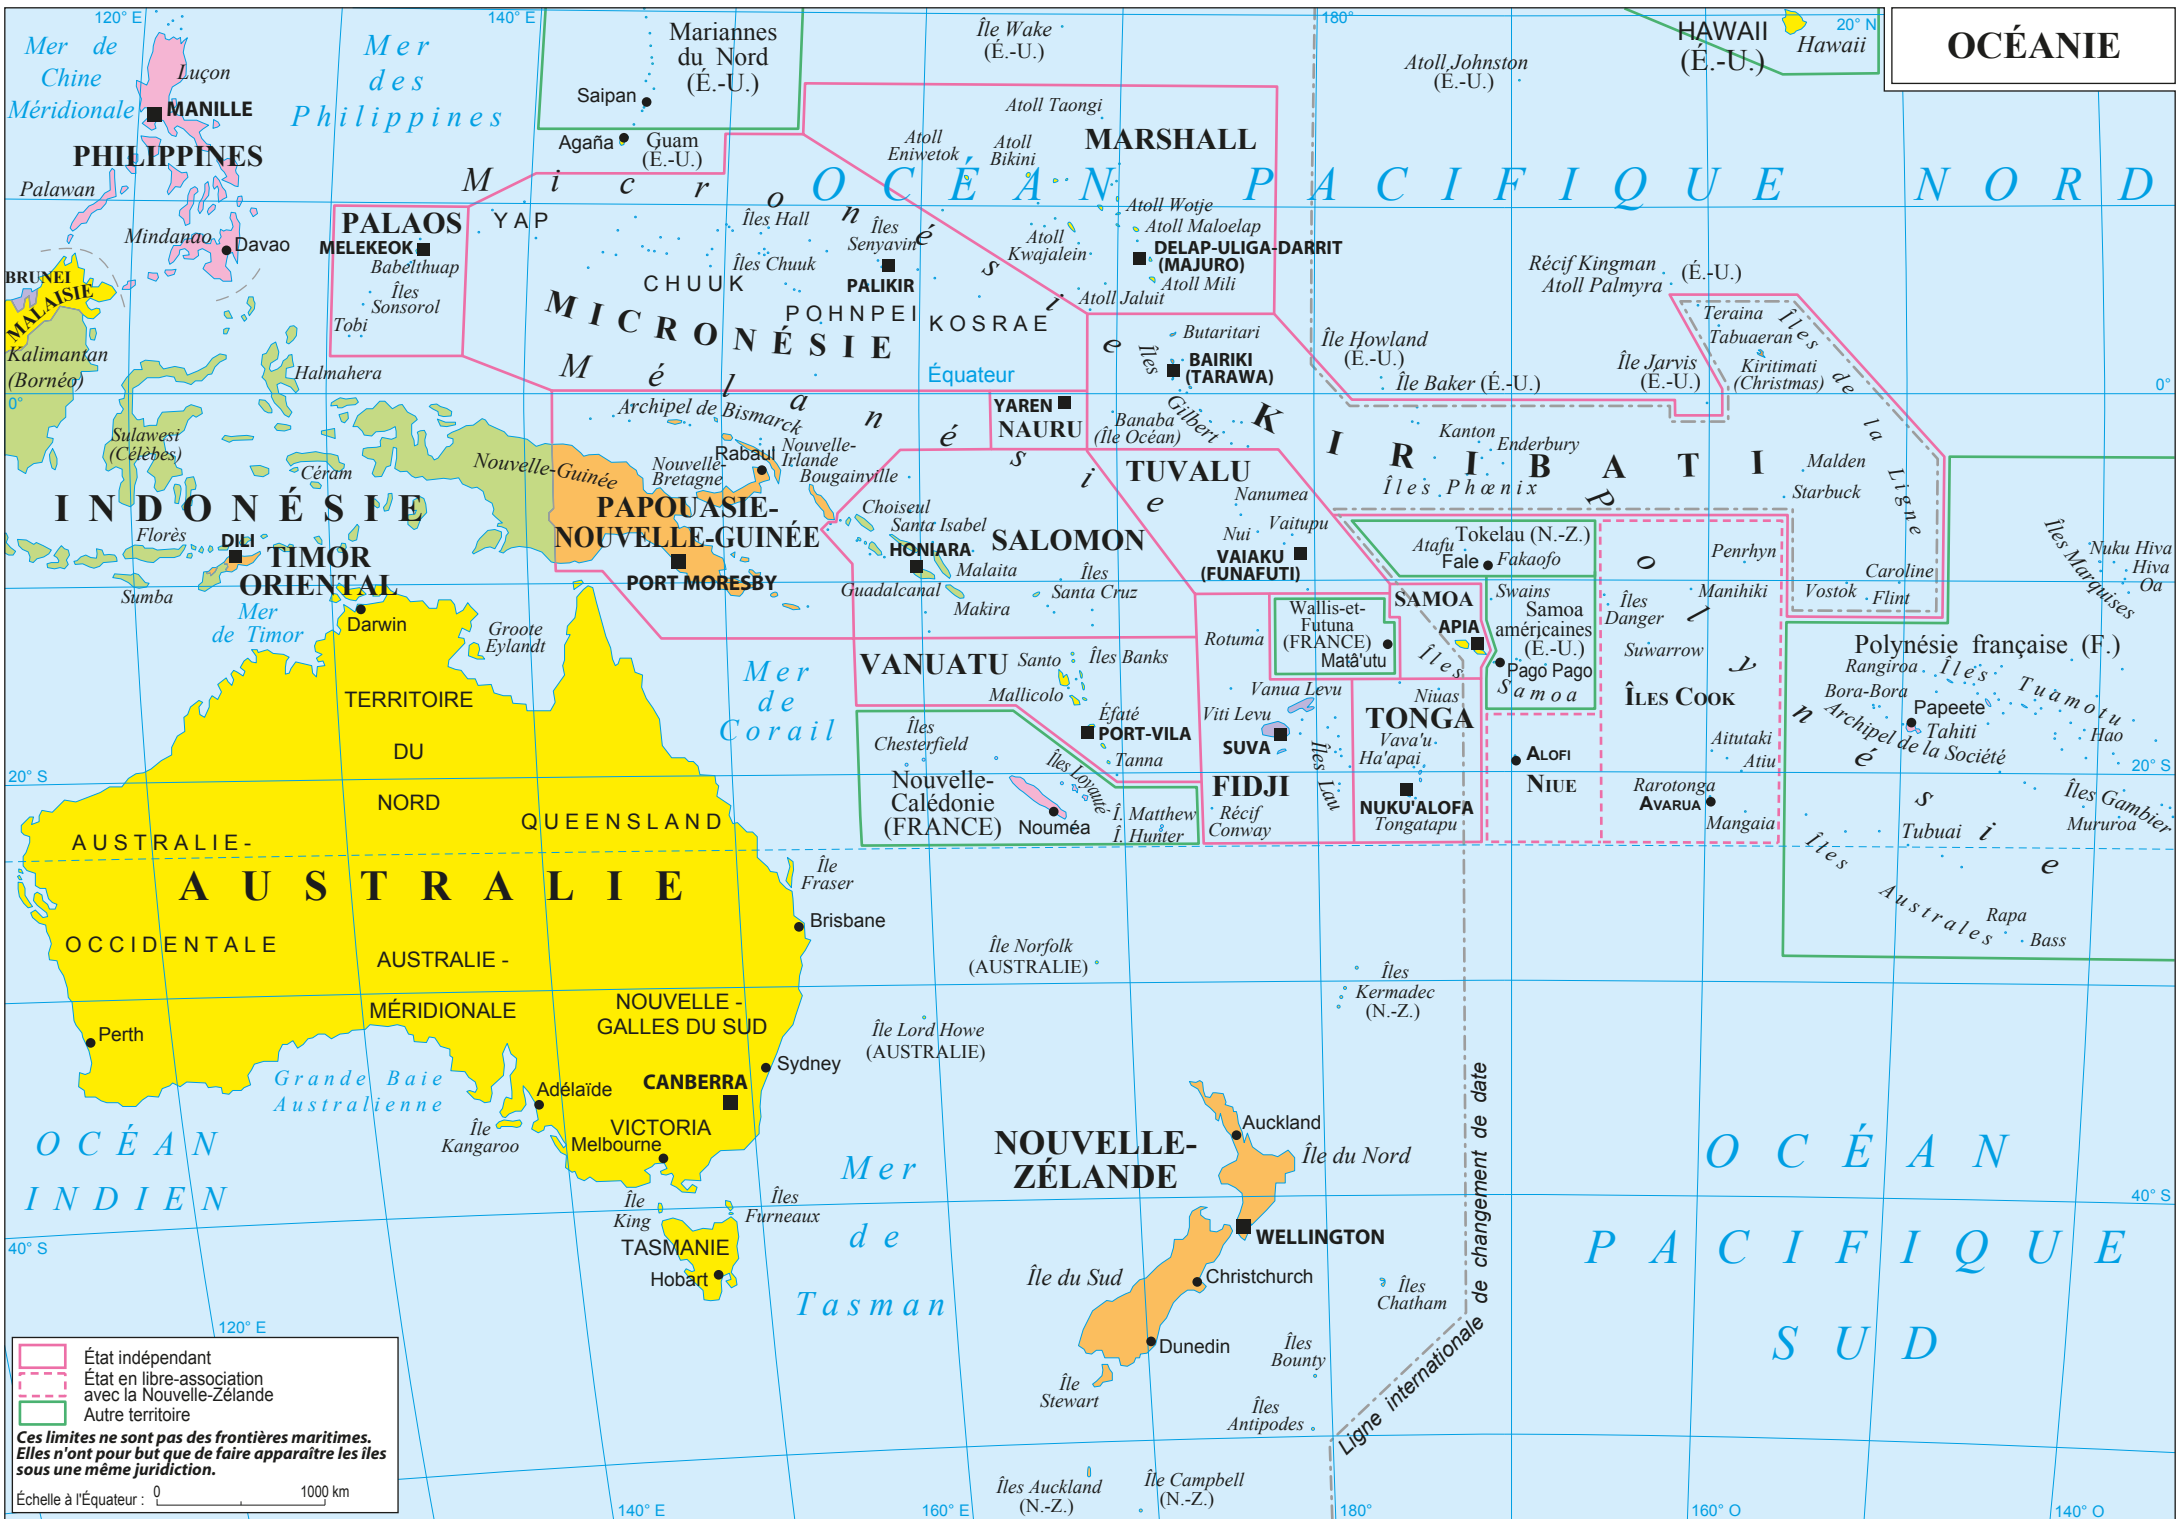 OCÉANIE
120° E
140° E
180°
20° N
Mer de
Chine
Méridionale
Luçon
MANILLE
PHILIPPINES
Palawan
Mindanao
Davao
Mer
des
Philippines
Mariannes
du Nord
(É.-U.)
Saipan
Agaña
Guam
(É.-U.)
Île Wake
(É.-U.)
Atoll Johnston
(É.-U.)
HAWAII
(É.-U.)
Hawaii
Atoll Taongi
MARSHALL
Atoll
Eniwetok
Atoll
Bikini
OCÉAN PACIFIQUE NORD
Micronésie
Atoll Wotje
Atoll Maloelap
Atoll
Kwajalein
DELAP-ULIGA-DARRIT
(MAJURO)
Atoll Mili
Atoll Jaluit
PALAOS
MELEKEOK
Babelthuap
Îles
Sonsorol
Tobi
YAP
Îles Hall
Îles
Senyavin
Îles Chuuk
PALIKIR
CHUUK
POHNPEI
KOSRAE
MICRONÉSIE
BRUNEI
MALAISIE
Kalimantan
(Bornéo)
0°
Halmahera
Sulawesi
(Célèbes)
Céram
INDONÉSIE
Florès
Sumba
DILI
TIMOR
ORIENTAL
Mer
de Timor
Mélanésie
Équateur
Archipel de Bismarck
Nouvelle-Guinée
Nouvelle-
Bretagne
Rabaul
Nouvelle-
Irlande
Bougainville
PAPOUASIE-
NOUVELLE-GUINÉE
PORT MORESBY
YAREN
NAURU
Butaritari
BAIRIKI
(TARAWA)
Îles Gilbert
Banaba
(Île Océan)
Île Howland
(É.-U.)
Île Baker (É.-U.)
Île Jarvis
(É.-U.)
Récif Kingman
Atoll Palmyra
(É.-U.)
Teraina
Tabuaeran
Kiritimati
(Christmas)
Îles de la Ligne
0°
KIRIBATI
Kanton
Enderbury
Îles Phœnix
Malden
Starbuck
Caroline
Vostok
Flint
TUVALU
Nanumea
Nui
Vaitupu
VAIAKU
(FUNAFUTI)
Choiseul
Santa Isabel
HONIARA
SALOMON
Malaita
Guadalcanal
Makira
Îles
Santa Cruz
Polynésie
Tokelau (N.-Z.)
Atafu
Fale
Fakaofo
Penrhyn
Manihiki
Îles
Danger
Suwarrow
ÎLES COOK
Aitutaki
Atiu
Rarotonga
AVARUA
Mangaia
Swains
Samoa
américaines
(É.-U.)
Pago Pago
SAMOA
APIA
Îles Samoa
Wallis-et-
Futuna
(FRANCE)
Matâ'utu
Rotuma
Vanua Levu
Viti Levu
SUVA
FIDJI
Îles Lau
Récif
Conway
Niuas
TONGA
Vava'u
Ha'apai
NUKU'ALOFA
Tongatapu
ALOFI
NIUE
Îles Marquises
Nuku Hiva
Hiva
Oa
Polynésie française (F.)
Rangiroa
Îles Tuamotu
Bora-Bora
Papeete
Tahiti
Archipel de la Société
Hao
20° S
Îles Gambier
Mururoa
Tubuai
Îles Australes
Rapa
Bass
VANUATU
Santo
Îles Banks
Mallicolo
Éfaté
PORT-VILA
Tanna
Îles
Chesterfield
Nouvelle-
Calédonie
(FRANCE)
Îles Loyauté
Nouméa
Î. Matthew
Î. Hunter
Mer
de
Corail
Darwin
Groote
Eylandt
TERRITOIRE
DU
NORD
QUEENSLAND
20° S
AUSTRALIE-
OCCIDENTALE
AUSTRALIE
AUSTRALIE -
MÉRIDIONALE
NOUVELLE -
GALLES DU SUD
Île
Fraser
Brisbane
Perth
Grande Baie
Australienne
Adélaïde
Île
Kangaroo
CANBERRA
Sydney
VICTORIA
Melbourne
Île
King
Îles
Furneaux
TASMANIE
Hobart
Île Norfolk
(AUSTRALIE)
Île Lord Howe
(AUSTRALIE)
Îles
Kermadec
(N.-Z.)
OCÉAN
INDIEN
40° S
Mer
de
Tasman
NOUVELLE-
ZÉLANDE
Auckland
Île du Nord
WELLINGTON
Île du Sud
Christchurch
Dunedin
Île
Stewart
Îles
Chatham
Îles
Bounty
Îles
Antipodes
Îles Auckland
(N.-Z.)
Île Campbell
(N.-Z.)
Ligne internationale de changement de date
OCÉAN
PACIFIQUE
SUD
40° S
120° E
140° E
160° E
180°
160° O
140° O
État indépendant
État en libre-association
avec la Nouvelle-Zélande
Autre territoire
Ces limites ne sont pas des frontières maritimes.
Elles n'ont pour but que de faire apparaître les îles
sous une même juridiction.
Échelle à l'Équateur : 0 1000 km